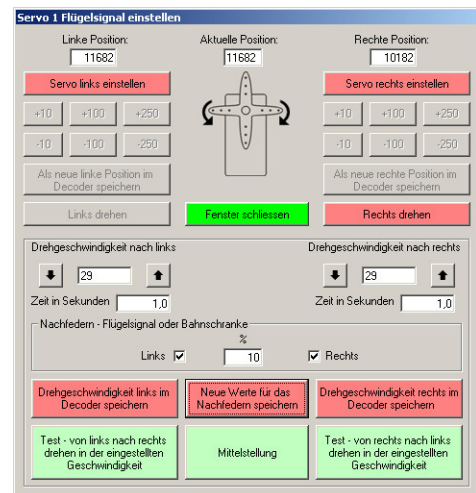 Servo 1 Flügelsignal einstellen
Linke Position: Aktuelle Position: Rechte Position:
11682 11682 10182
Servo links einstellen Servo rechts einstellen
+10 +100 +250 +10 +100 +250
-10 -100 -250 -10 -100 -250
Als neue linke Position im Als neue rechte Position im
Decoder speichern Decoder speichern
Links drehen Fenster schliessen Rechts drehen
Drehgeschwindigkeit nach links Drehgeschwindigkeit nach rechts
29 29
Zeit in Sekunden 1,0 Zeit in Sekunden 1,0
Nachfedern - Flügelsignal oder Bahnschranke
%
Links 10 Rechts
Drehgeschwindigkeit links im Neue Werte für das Drehgeschwindigkeit rechts im
Decoder speichern Nachfedern speichern Decoder speichern
Test - von links nach rechts Test - von rechts nach links
drehen in der eingestellten Mittelstellung drehen in der eingestellten
Geschwindigkeit Geschwindigkeit